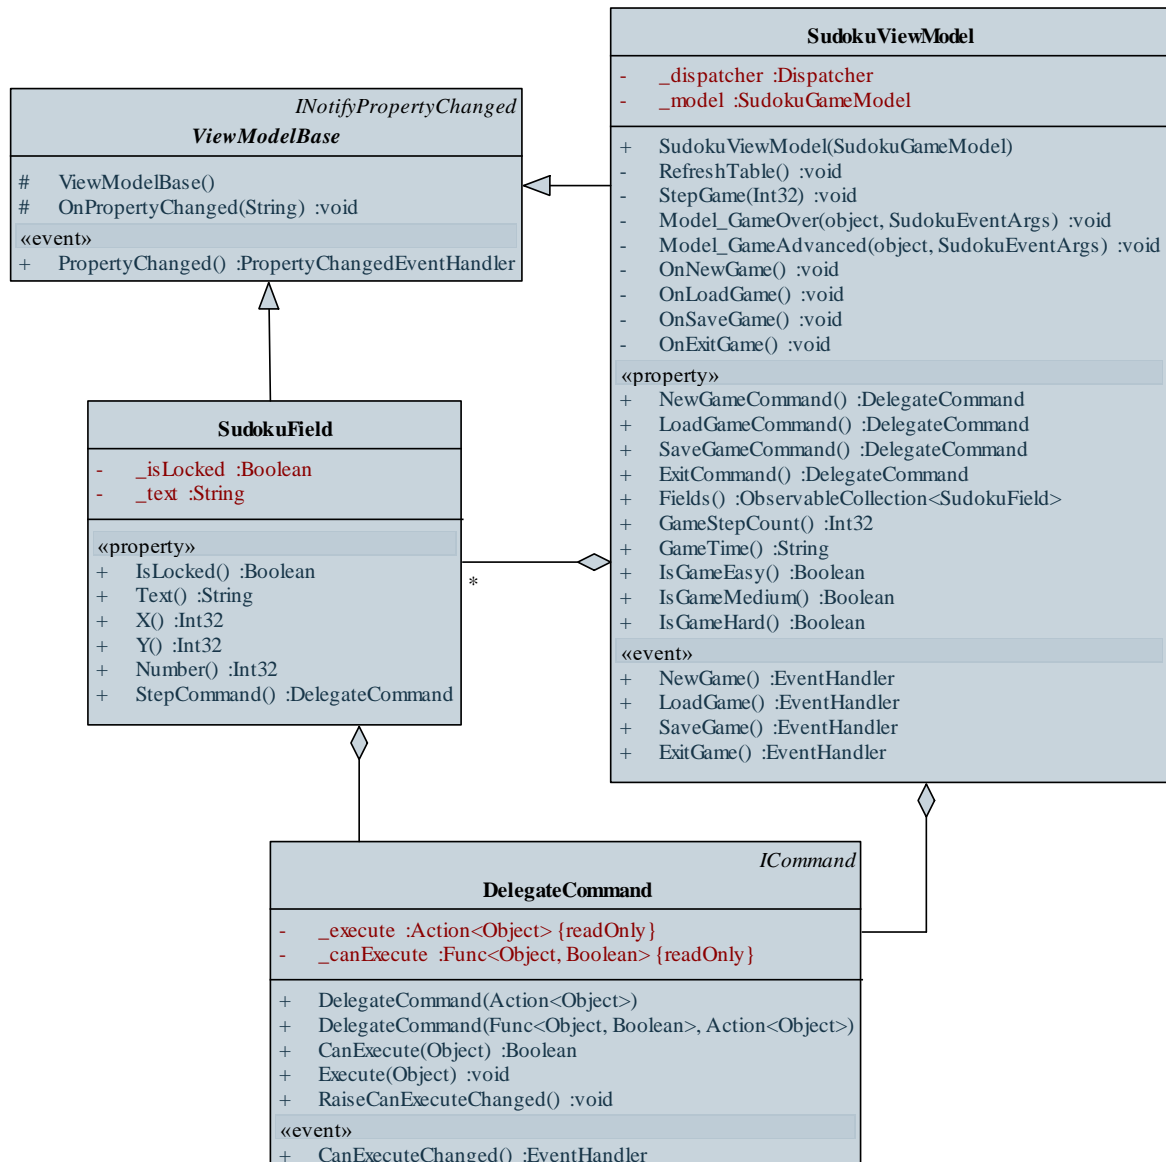 SudokuViewModel
- _dispatcher :Dispatcher
- _model :SudokuGameModel
+ SudokuViewModel(SudokuGameModel)
- RefreshTable() :void
- StepGame(Int32) :void
- Model_GameOver(object, SudokuEventArgs) :void
- Model_GameAdvanced(object, SudokuEventArgs) :void
- OnNewGame() :void
- OnLoadGame() :void
- OnSaveGame() :void
- OnExitGame() :void
«property»
+ NewGameCommand() :DelegateCommand
+ LoadGameCommand() :DelegateCommand
+ SaveGameCommand() :DelegateCommand
+ ExitCommand() :DelegateCommand
+ Fields() :ObservableCollection<SudokuField>
+ GameStepCount() :Int32
+ GameTime() :String
+ IsGameEasy() :Boolean
+ IsGameMedium() :Boolean
+ IsGameHard() :Boolean
«event»
+ NewGame() :EventHandler
+ LoadGame() :EventHandler
+ SaveGame() :EventHandler
+ ExitGame() :EventHandler
INotifyPropertyChanged
ViewModelBase
# ViewModelBase()
# OnPropertyChanged(String) :void
«event»
+ PropertyChanged() :PropertyChangedEventHandler
SudokuField
- _isLocked :Boolean
- _text :String
«property»
+ IsLocked() :Boolean
+ Text() :String
+ X() :Int32
+ Y() :Int32
+ Number() :Int32
+ StepCommand() :DelegateCommand
*
ICommand
DelegateCommand
- _execute :Action<Object> {readOnly}
- _canExecute :Func<Object, Boolean> {readOnly}
+ DelegateCommand(Action<Object>)
+ DelegateCommand(Func<Object, Boolean>, Action<Object>)
+ CanExecute(Object) :Boolean
+ Execute(Object) :void
+ RaiseCanExecuteChanged() :void
«event»
+ CanExecuteChanged() :EventHandler